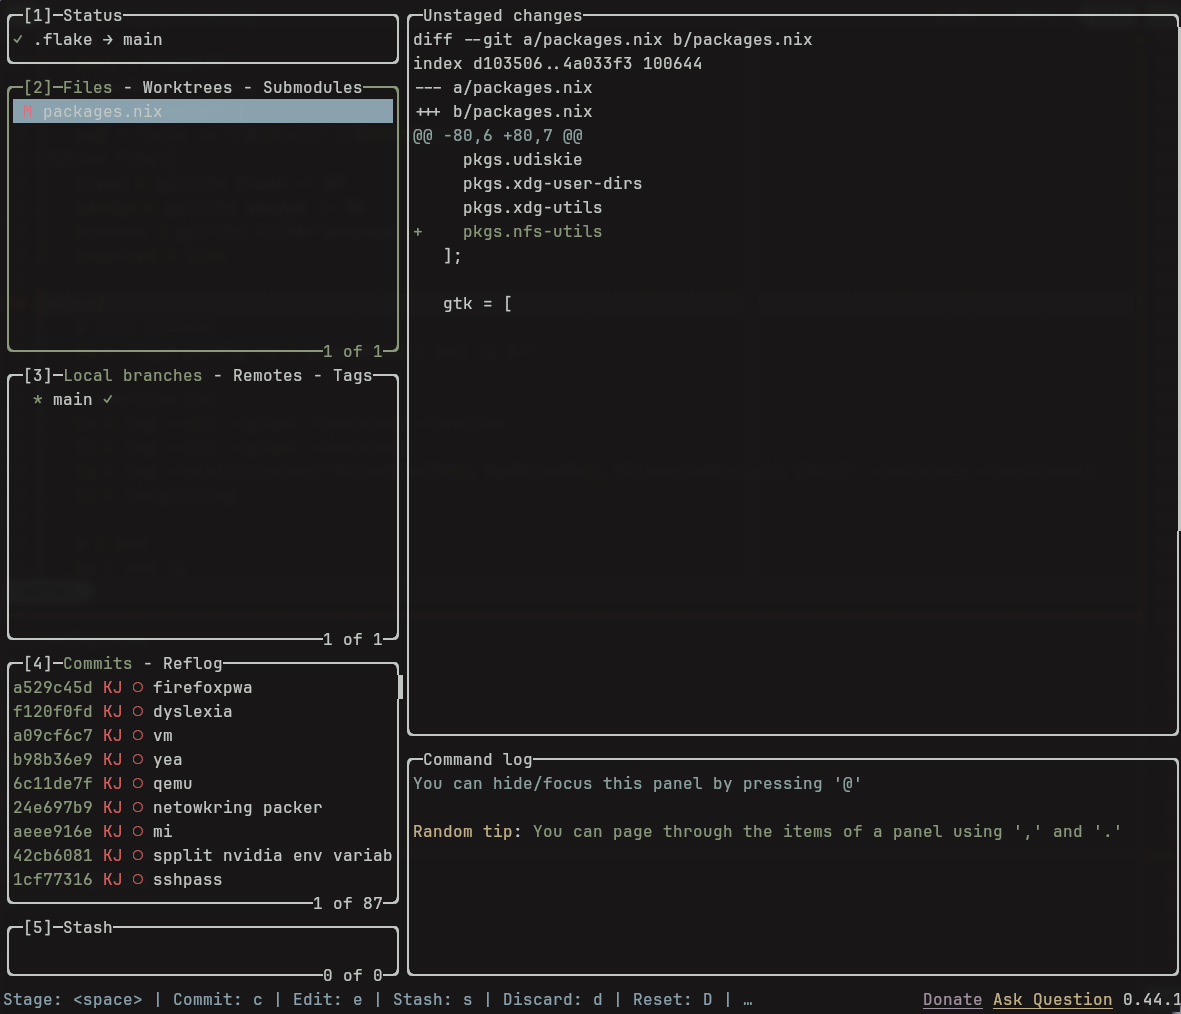 [1]─Status
✓ .flake → main
[2]─Files - Worktrees - Submodules
M packages.nix
1 of 1
[3]─Local branches - Remotes - Tags
* main ✓
1 of 1
[4]─Commits - Reflog
a529c45d KJ ○ firefoxpwa
f120f0fd KJ ○ dyslexia
a09cf6c7 KJ ○ vm
b98b36e9 KJ ○ yea
6c11de7f KJ ○ qemu
24e697b9 KJ ○ netowkring packer
aeee916e KJ ○ mi
42cb6081 KJ ○ spplit nvidia env variab
1cf77316 KJ ○ sshpass
1 of 87
[5]─Stash
0 of 0
Unstaged changes
diff --git a/packages.nix b/packages.nix
index d103506..4a033f3 100644
--- a/packages.nix
+++ b/packages.nix
@@ -80,6 +80,7 @@
     pkgs.udiskie
     pkgs.xdg-user-dirs
     pkgs.xdg-utils
+    pkgs.nfs-utils
   ];
   gtk = [
Command log
You can hide/focus this panel by pressing '@'
Random tip: You can page through the items of a panel using ',' and '.'
Stage: <space> | Commit: c | Edit: e | Stash: s | Discard: d | Reset: D | …
Donate Ask Question 0.44.1